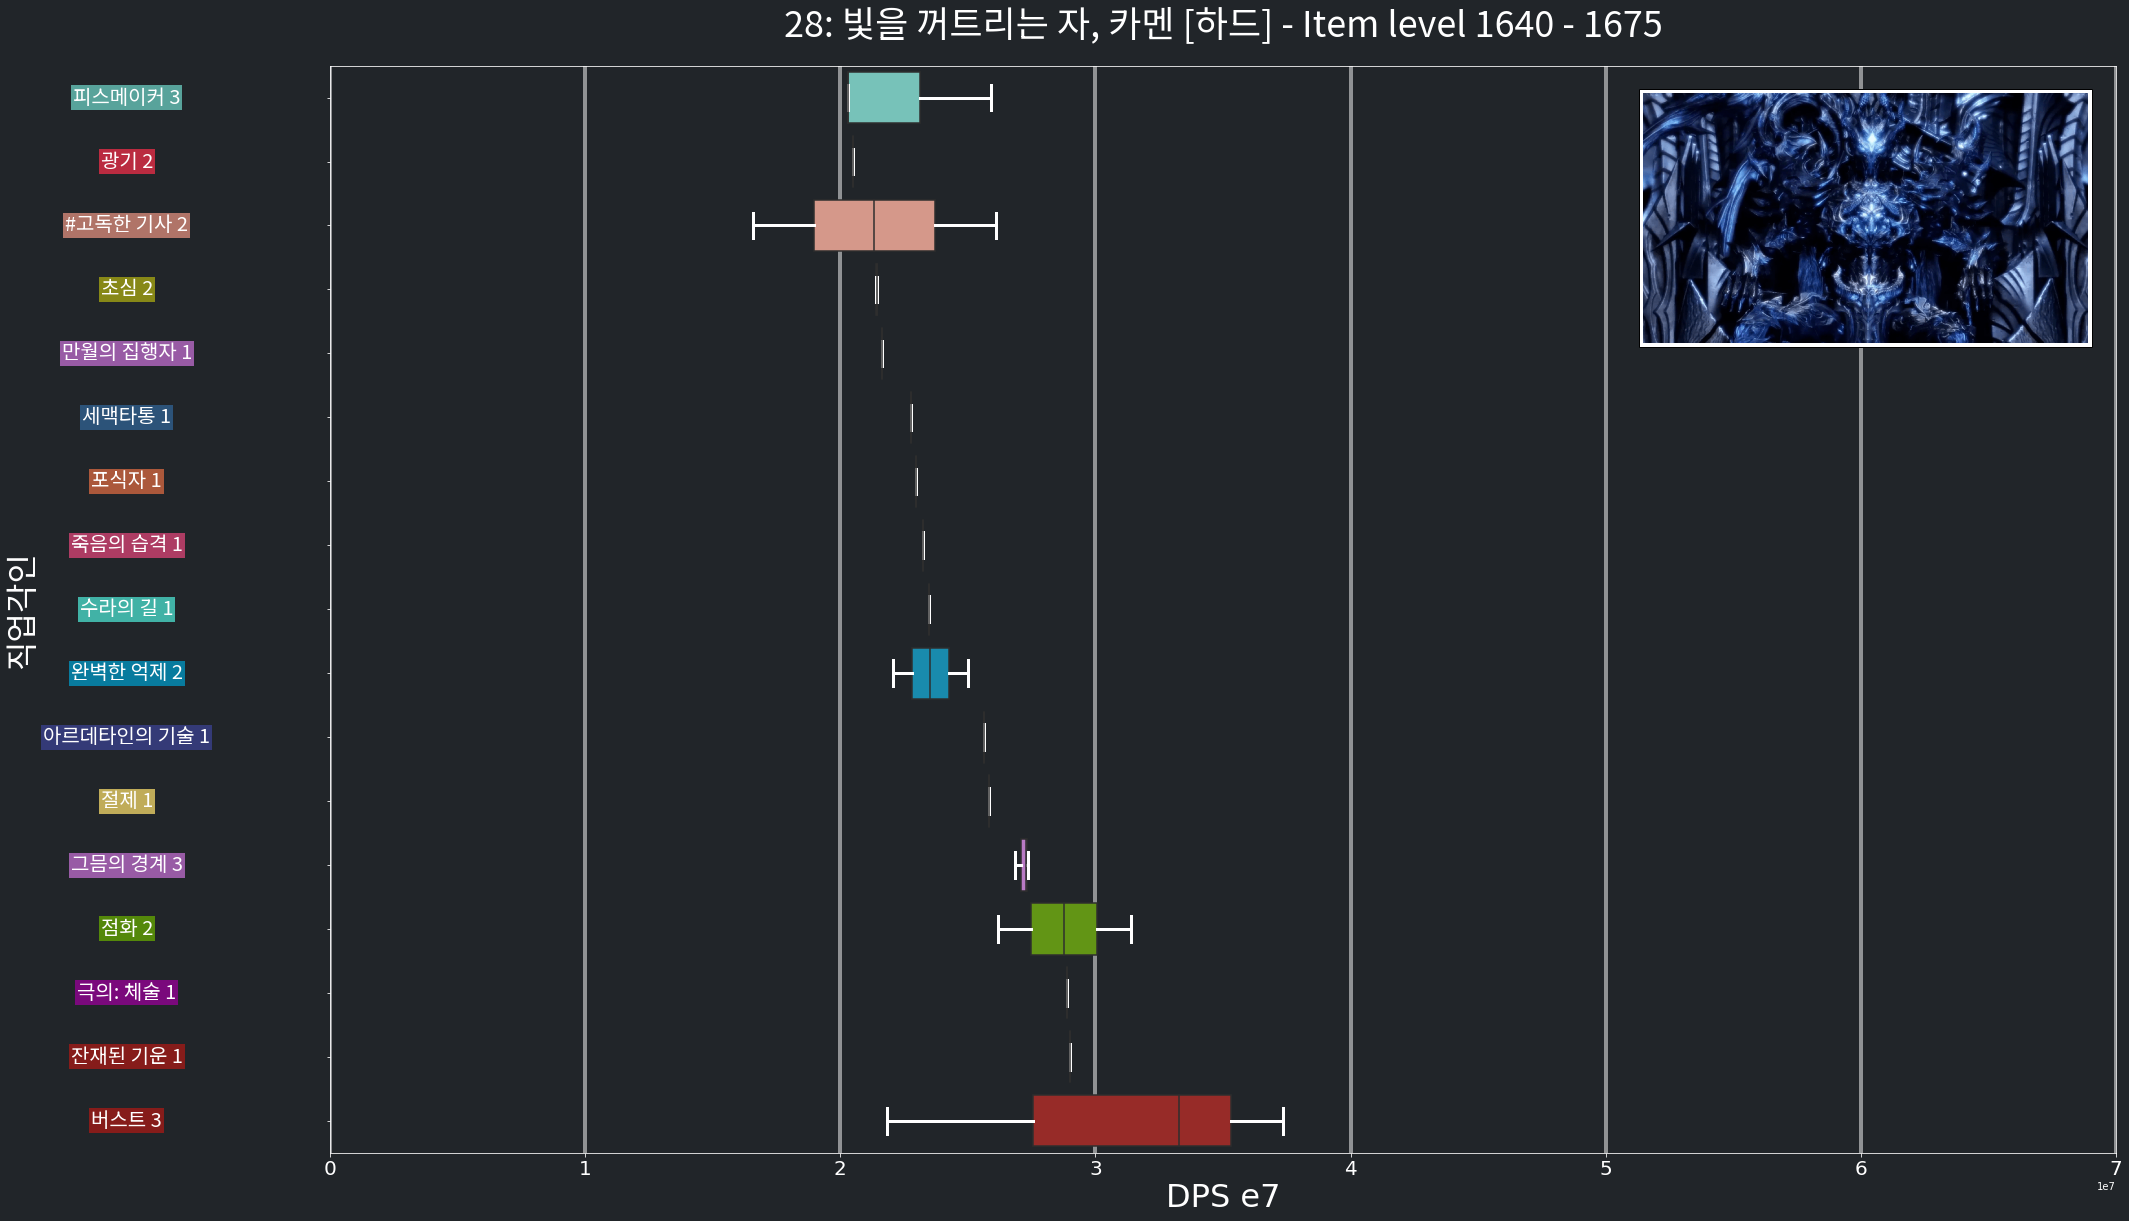 28: 빛을 꺼트리는 자, 카멘 [하드] - Item level 1640 - 1675
피스메이커 3
광기 2
#고독한 기사 2
초심 2
만월의 집행자 1
세맥타통 1
포식자 1
죽음의 습격 1
수라의 길 1
완벽한 억제 2
아르데타인의 기술 1
절제 1
그믐의 경계 3
점화 2
극의: 체술 1
잔재된 기운 1
버스트 3
직업각인
0 1 2 3 4 5 6 7
1e7
DPS e7